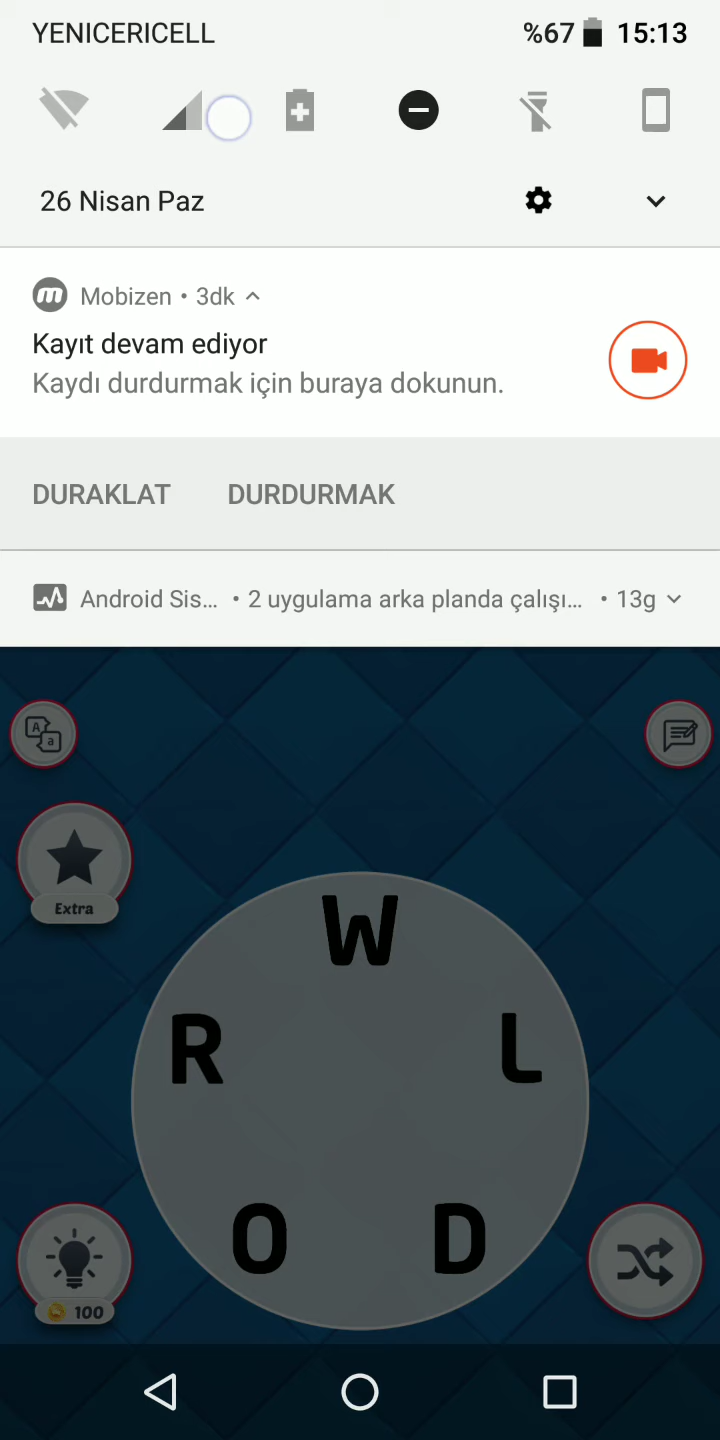 YENICERICELL %67 15:13
26 Nisan Paz
Mobizen • 3dk
Kayıt devam ediyor
Kaydı durdurmak için buraya dokunun.
DURAKLAT DURDURMAK
Android Sis... • 2 uygulama arka planda çalışı... • 13g
A
a
Extra
W
R L
O D
100